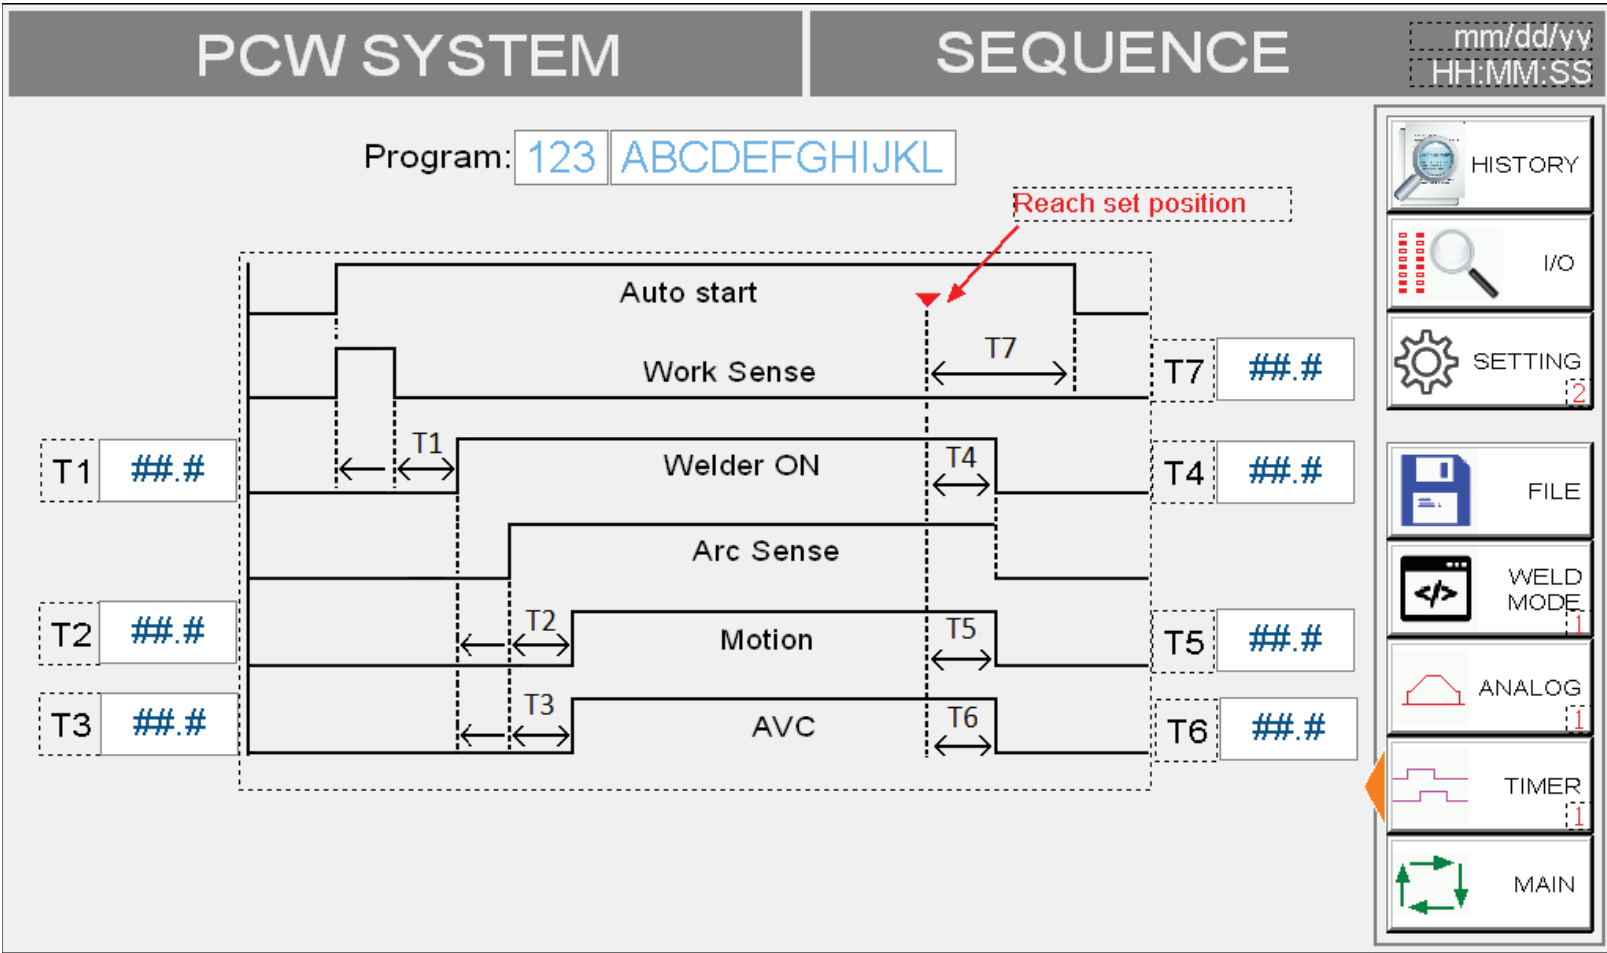 PCW SYSTEM
SEQUENCE
mm/dd/yy
HH:MM:SS
Program: 123 ABCDEFGHIJKL
Reach set position
Auto start
Work Sense
T7
T7 ##.#
T1 ##.#
T1
Welder ON
T4
T4 ##.#
Arc Sense
T2 ##.#
T2
Motion
T5
T5 ##.#
T3 ##.#
T3
AVC
T6
T6 ##.#
HISTORY
I/O
SETTING
2
FILE
</>
WELD
MODE
1
ANALOG
1
TIMER
1
MAIN